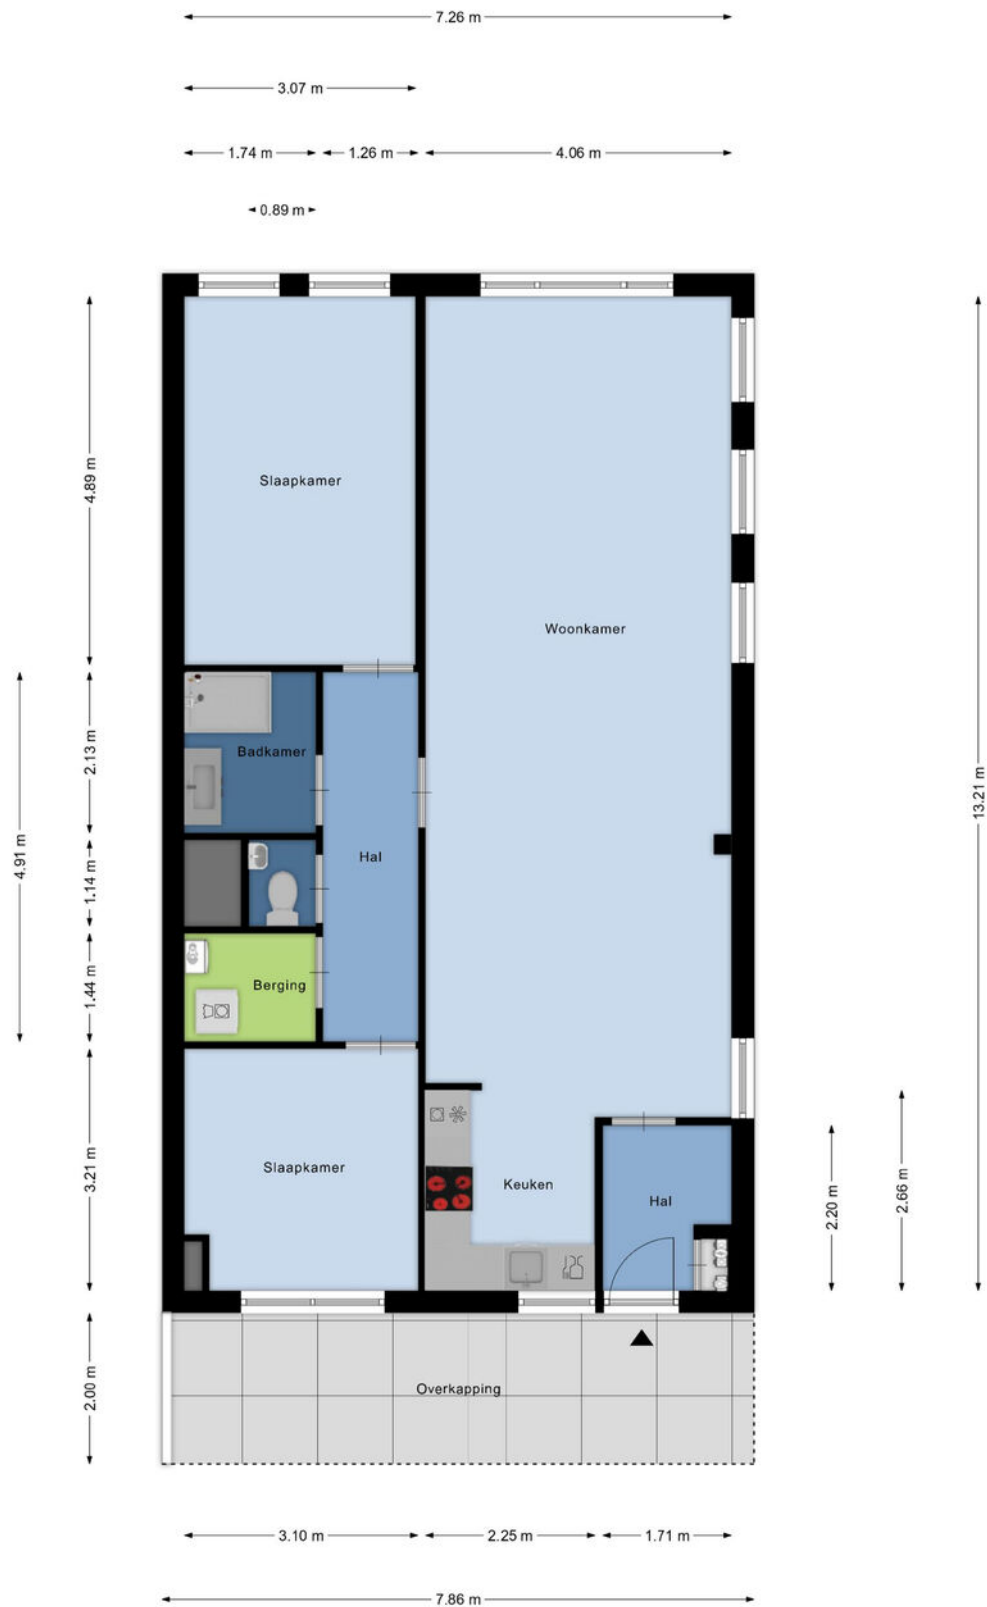 7.26 m
3.07 m
1.74 m
1.26 m
4.06 m
0.89 m
4.89 m
Slaapkamer
Woonkamer
4.91 m
2.13 m
Badkamer
13.21 m
1.14 m
Hal
1.44 m
Berging
3.21 m
Slaapkamer
Keuken
Hal
2.20 m
2.66 m
2.00 m
Overkapping
3.10 m
2.25 m
1.71 m
7.86 m